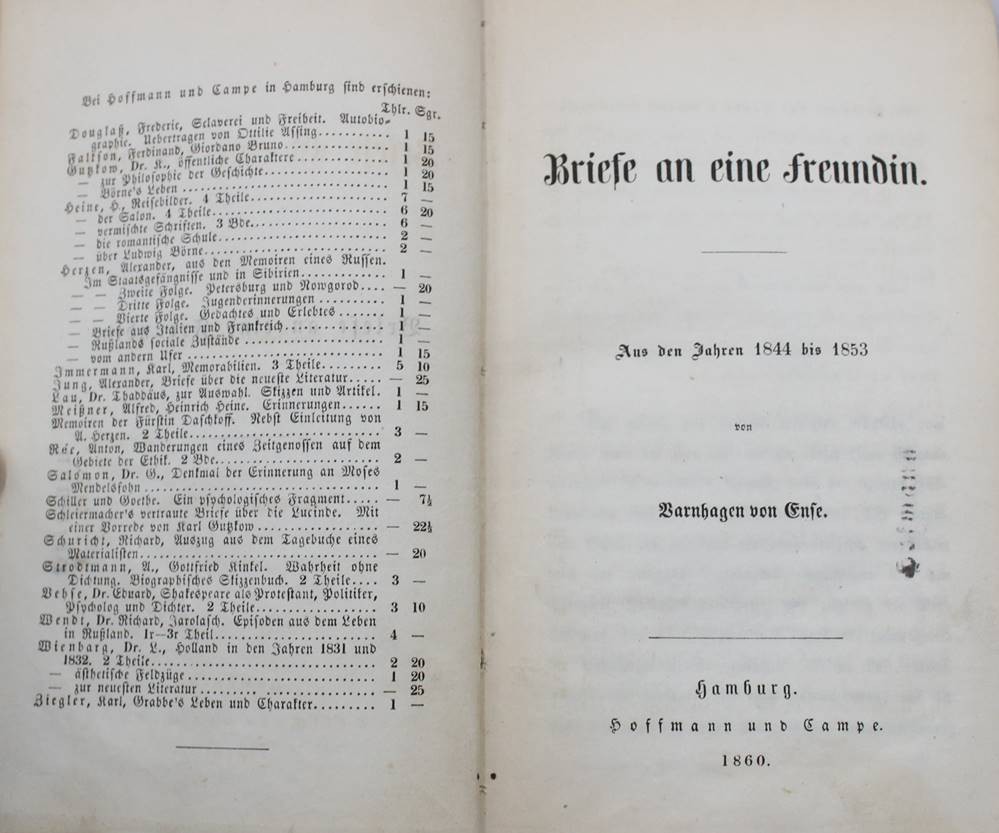 Bei Hoffmann und Campe in Hamburg sind erschienen:
Thlr. Sgr.
Douglaß, Frederic, Sclaverei und Freiheit. Autobio-
graphie. Uebertragen von Ottilie Assing........... 1 15
Falkson, Ferdinand, Giordano Bruno................ 1 15
Gutzkow, Dr. K., öffentliche Charaktere............ 1 20
— zur Philosophie der Geschichte................ 1 20
— Börne's Leben................ 1 15
Heine, H., Reisebilder. 4 Theile................ 7 —
— der Salon. 4 Theile................ 6 20
— vermischte Schriften. 3 Bde................ 6 —
— die romantische Schule................ 2 —
— über Ludwig Börne................ 2 —
Herzen, Alexander, aus den Memoiren eines Russen.
Im Staatsgefängnisse und in Sibirien............ 1 —
— — Zweite Folge. Petersburg und Nowgorod.... — 20
— — Dritte Folge. Jugenderinnerungen.......... 1 —
— — Vierte Folge. Gedachtes und Erlebtes....... 1 —
— Briefe aus Italien und Frankreich............ 1 —
— Rußlands sociale Zustände................ 1 —
— vom andern Ufer................ 1 15
Immermann, Karl, Memorabilien. 3 Theile......... 5 10
Jung, Alexander, Briefe über die neueste Literatur..... — 25
Lau, Dr. Thaddäus, zur Auswahl. Skizzen und Artikel. 1 —
Meißner, Alfred, Heinrich Heine. Erinnerungen...... 1 15
Memoiren der Fürstin Daschkoff. Nebst Einleitung von
A. Herzen. 2 Theile................ 3 —
Rée, Anton, Wanderungen eines Zeitgenossen auf dem
Gebiete der Ethik. 2 Bde................ 2 —
Salomon, Dr. G., Denkmal der Erinnerung an Moses
Mendelsohn................ 1 —
Schiller und Goethe. Ein psychologisches Fragment..... — 7½
Schleiermacher's vertraute Briefe über die Lucinde. Mit
einer Vorrede von Karl Gutzkow............ — 22½
Schuricht, Richard, Auszug aus dem Tagebuche eines
Materialisten................ — 20
Strodtmann, A., Gottfried Kinkel. Wahrheit ohne
Dichtung. Biographisches Skizzenbuch. 2 Theile.... 3 —
Vehse, Dr. Eduard, Shakespeare als Protestant, Politiker,
Psycholog und Dichter. 2 Theile................ 3 10
Wendt, Dr. Richard, Jarolasch. Episoden aus dem Leben
in Rußland. 1r—3r Theil................ 4 —
Wienbarg, Dr. L., Holland in den Jahren 1831 und
1832. 2 Theile................ 2 20
— ästhetische Feldzüge................ 1 20
— zur neuesten Literatur................ — 25
Ziegler, Karl, Grabbe's Leben und Charakter......... 1 —
Briefe an eine Freundin.
Aus den Jahren 1844 bis 1853
von
Varnhagen von Ense.
Hamburg.
Hoffmann und Campe.
1860.